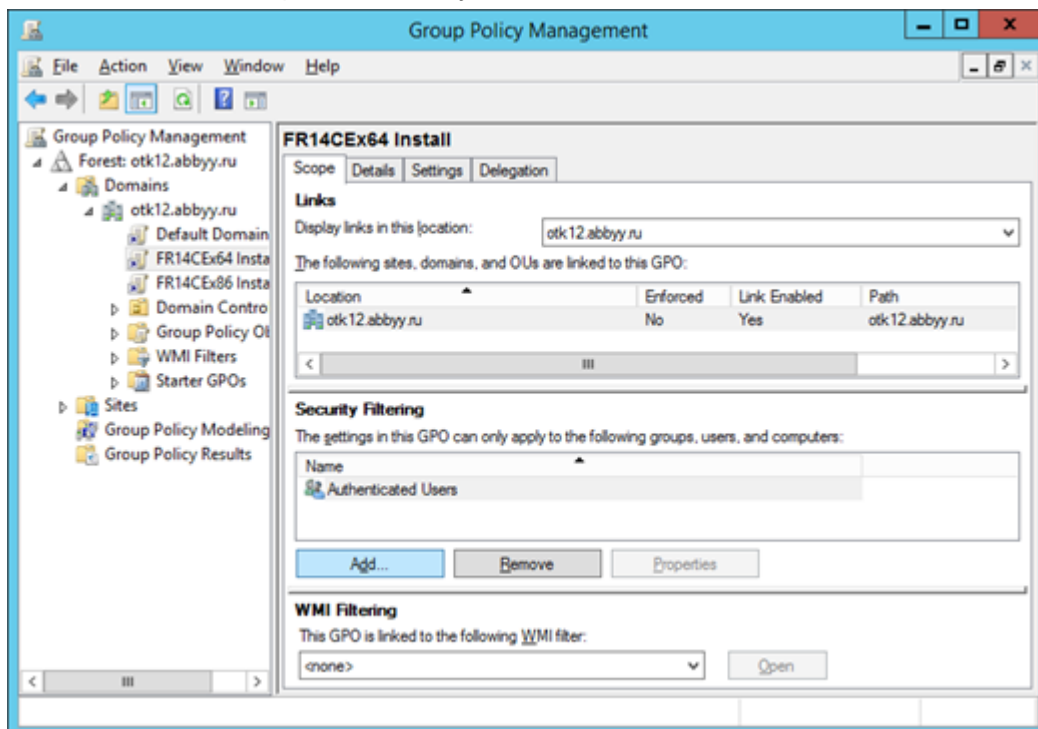 Group Policy Management
File Action View Window Help
Group Policy Management
Forest: otk12.abbyy.ru
Domains
otk12.abbyy.ru
Default Domain
FR14CEx64 Insta
FR14CEx86 Insta
Domain Contro
Group Policy Ob
WMI Filters
Starter GPOs
Sites
Group Policy Modeling
Group Policy Results
FR14CEx64 Install
Scope Details Settings Delegation
Links
Display links in this location: otk12.abbyy.ru
The following sites, domains, and OUs are linked to this GPO:
Location Enforced Link Enabled Path
otk12.abbyy.ru No Yes otk12.abbyy.ru
Security Filtering
The settings in this GPO can only apply to the following groups, users, and computers:
Name
Authenticated Users
Add... Remove Properties
WMI Filtering
This GPO is linked to the following WMI filter:
<none> Open